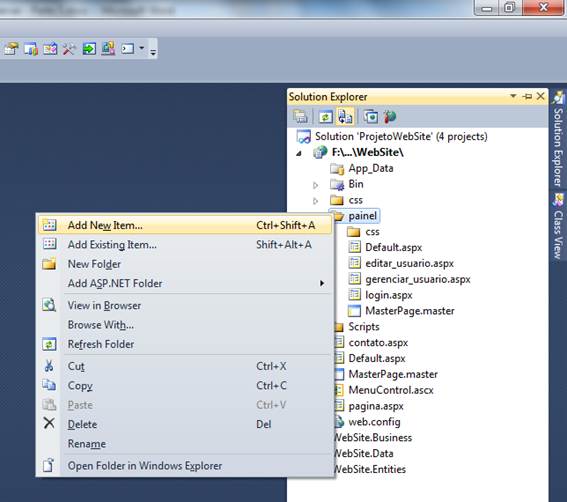 Microsoft Word
Solution Explorer
Solution 'ProjetoWebSite' (4 projects)
F:\...\WebSite\
App_Data
Bin
css
painel
css
Default.aspx
editar_usuario.aspx
gerenciar_usuario.aspx
login.aspx
MasterPage.master
Scripts
contato.aspx
Default.aspx
MasterPage.master
MenuControl.ascx
pagina.aspx
web.config
WebSite.Business
WebSite.Data
WebSite.Entities
Add New Item... Ctrl+Shift+A
Add Existing Item... Shift+Alt+A
New Folder
Add ASP.NET Folder
View in Browser
Browse With...
Refresh Folder
Cut Ctrl+X
Copy Ctrl+C
Paste Ctrl+V
Delete Del
Rename
Open Folder in Windows Explorer
Solution Explorer
Class View